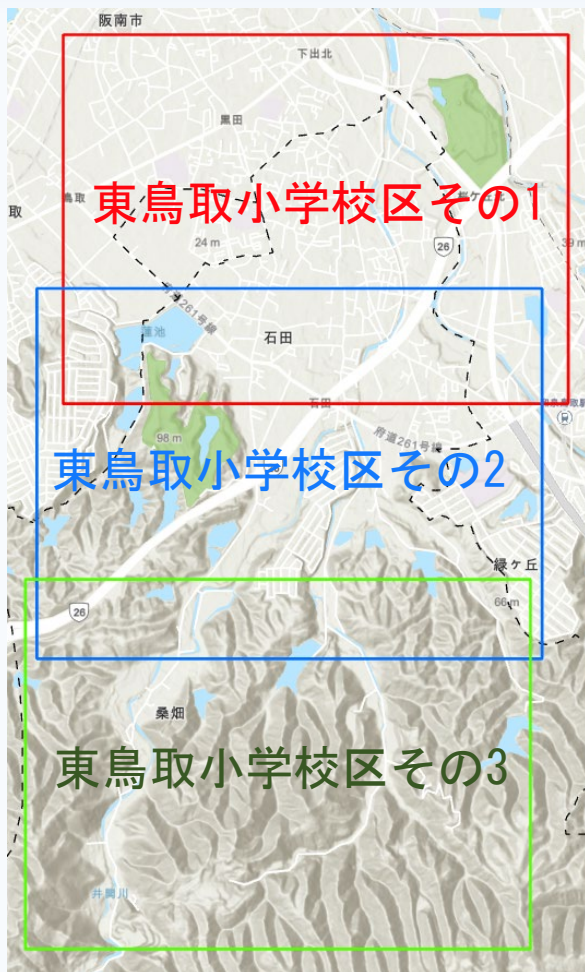 阪南市
下出北
黒田
鳥取
取
東鳥取小学校区その1
26
39 m
24 m
府道261号線
蓮池
石田
石田
98 m
府道261号線
東鳥取小学校区その2
緑ヶ丘
66 m
26
桑畑
東鳥取小学校区その3
井関川